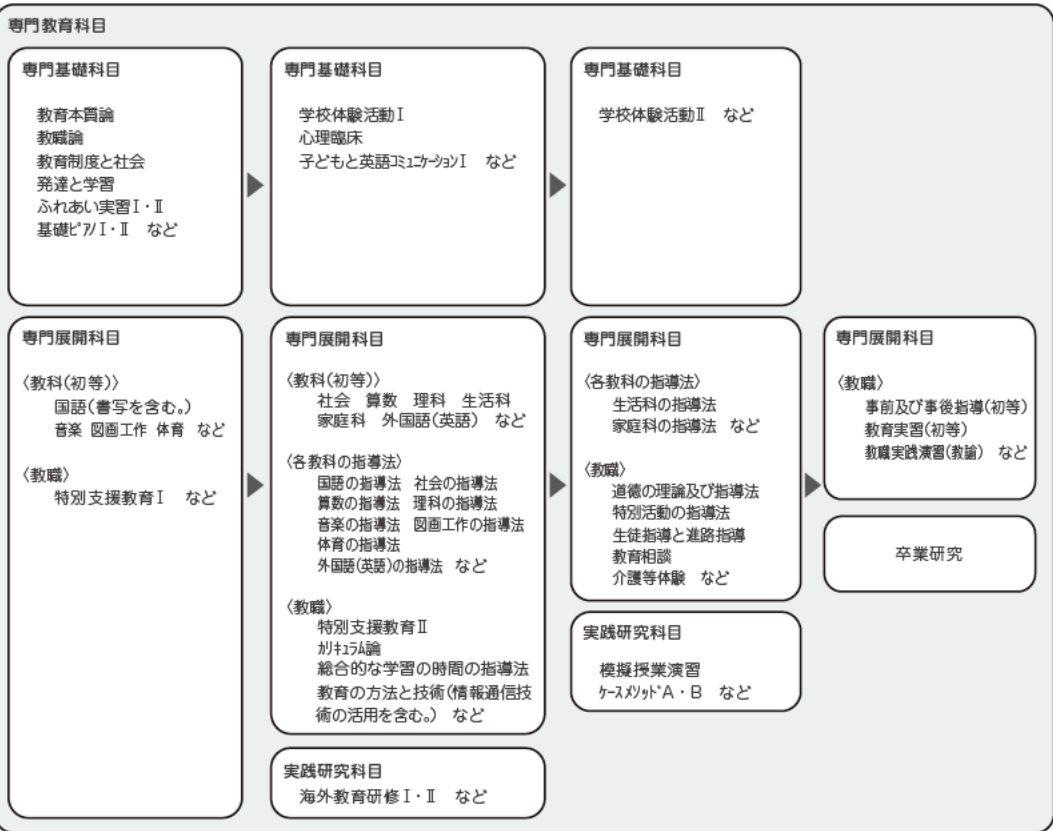 専門教育科目
専門基礎科目
教育本質論
教職論
教育制度と社会
発達と学習
ふれあい実習Ⅰ・Ⅱ
基礎ピアノⅠ・Ⅱ　など
専門基礎科目
学校体験活動Ⅰ
心理臨床
子どもと英語コミュニケーションⅠ　など
専門基礎科目
学校体験活動Ⅱ　など
専門展開科目
〈教科(初等)〉
国語(書写を含む。)
音楽 図画工作 体育　など
〈教職〉
特別支援教育Ⅰ　など
専門展開科目
〈教科(初等)〉
社会　算数　理科　生活科
家庭科　外国語(英語)　など
〈各教科の指導法〉
国語の指導法　社会の指導法
算数の指導法　理科の指導法
音楽の指導法　図画工作の指導法
体育の指導法
外国語(英語)の指導法　など
〈教職〉
特別支援教育Ⅱ
カリキュラム論
総合的な学習の時間の指導法
教育の方法と技術(情報通信技
術の活用を含む。)　など
実践研究科目
海外教育研修Ⅰ・Ⅱ　など
専門展開科目
〈各教科の指導法〉
生活科の指導法
家庭科の指導法　など
〈教職〉
道徳の理論及び指導法
特別活動の指導法
生徒指導と進路指導
教育相談
介護等体験　など
実践研究科目
模擬授業演習
ケースメソッドA・B　など
専門展開科目
〈教職〉
事前及び事後指導(初等)
教育実習(初等)
教職実践演習(教諭)　など
卒業研究